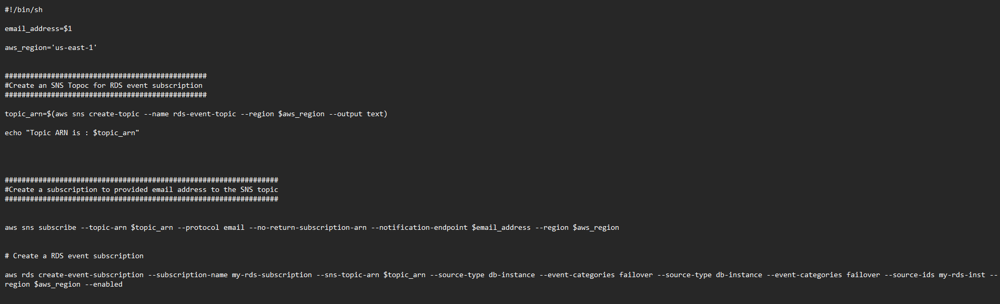 #!/bin/sh
email_address=$1
aws_region='us-east-1'
################################################
#Create an SNS Topoc for RDS event subscription
################################################
topic_arn=$(aws sns create-topic --name rds-event-topic --region $aws_region --output text)
echo "Topic ARN is : $topic_arn"
#################################################################
#Create a subscription to provided email address to the SNS topic
#################################################################
aws sns subscribe --topic-arn $topic_arn --protocol email --no-return-subscription-arn --notification-endpoint $email_address --region $aws_region
# Create a RDS event subscription
aws rds create-event-subscription --subscription-name my-rds-subscription --sns-topic-arn $topic_arn --source-type db-instance --event-categories failover --source-type db-instance --event-categories failover --source-ids my-rds-inst --
region $aws_region --enabled